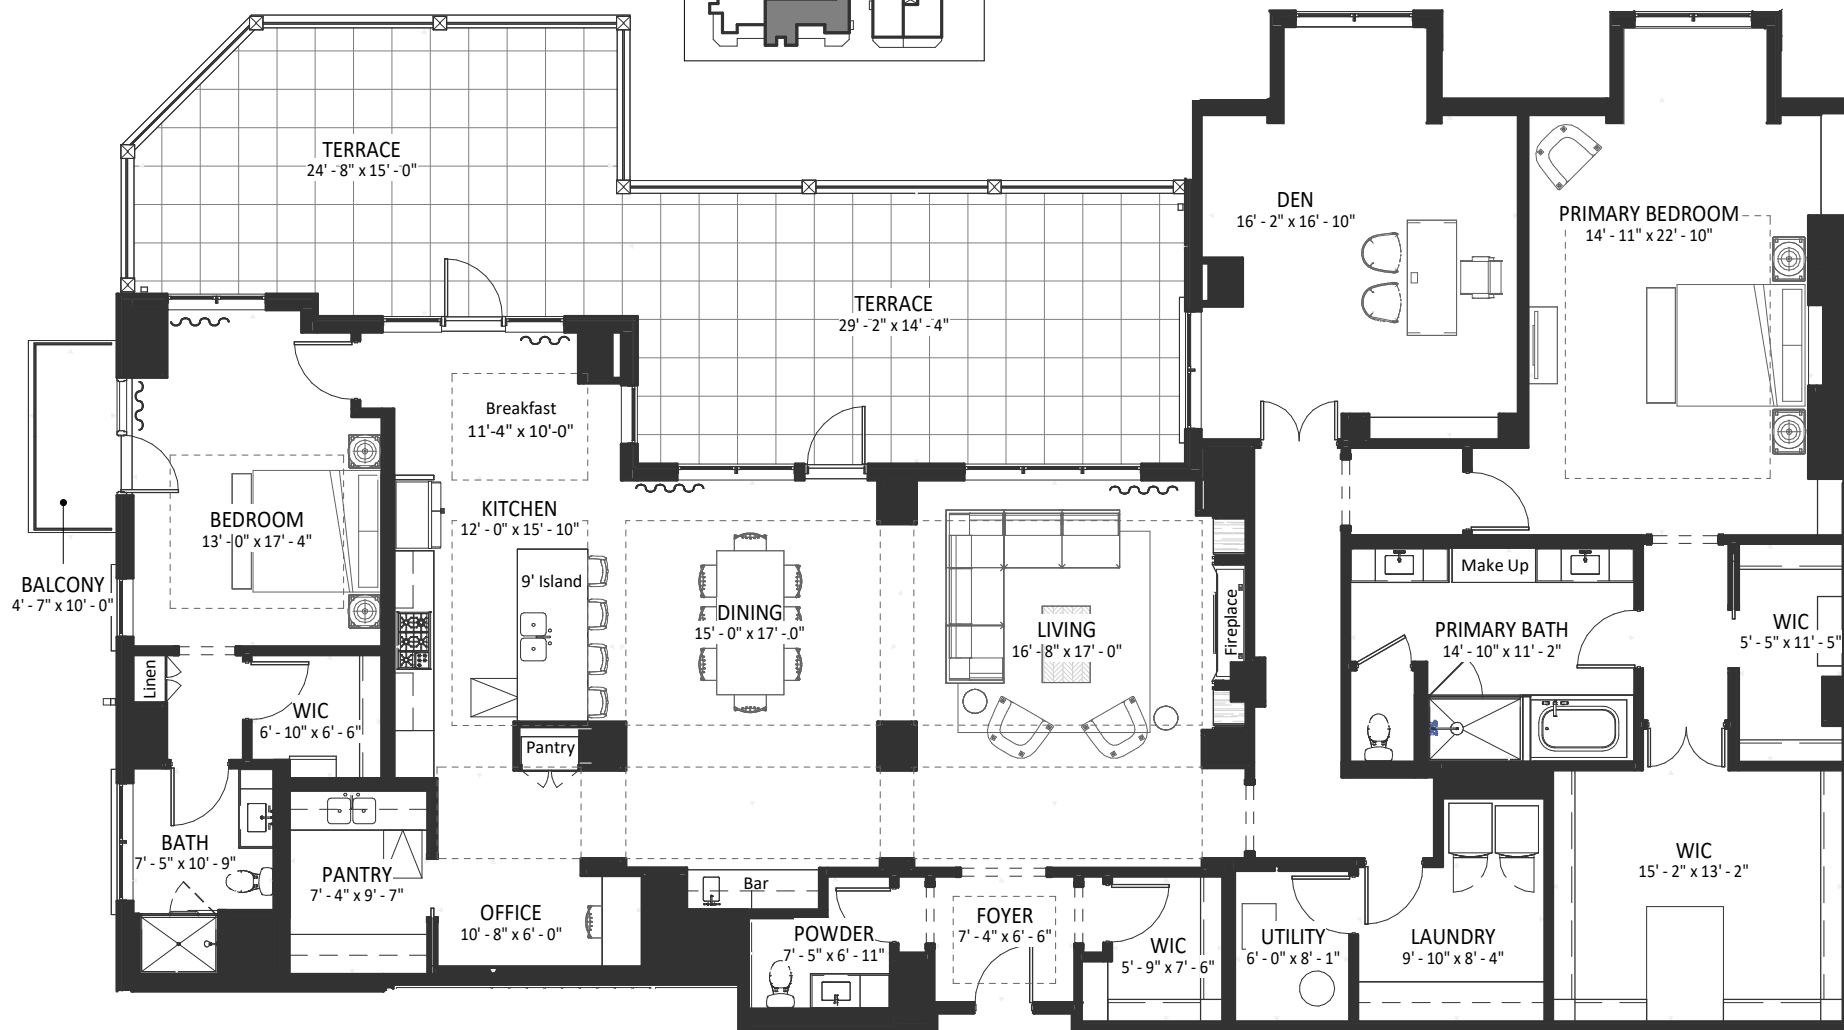 TERRACE
24' - 8" x 15' - 0"
DEN
16' - 2" x 16' - 10"
PRIMARY BEDROOM
14' - 11" x 22' - 10"
TERRACE
29' - 2" x 14' - 4"
Breakfast
11'-4" x 10'-0"
KITCHEN
12' - 0" x 15' - 10"
BEDROOM
13' - 0" x 17' - 4"
BALCONY
4' - 7" x 10' - 0"
9' Island
DINING
15' - 0" x 17' -.0"
LIVING
16' - 8" x 17' - 0"
Fireplace
Make Up
PRIMARY BATH
14' - 10" x 11' - 2"
WIC
5' - 5" x 11' - 5"
Linen
WIC
6' - 10" x 6' - 6"
Pantry
BATH
7' - 5" x 10' - 9"
PANTRY
7' - 4" x 9' - 7"
OFFICE
10' - 8" x 6' - 0"
Bar
POWDER
7' - 5" x 6' - 11"
FOYER
7' - 4" x 6' - 6"
WIC
5' - 9" x 7' - 6"
UTILITY
6' - 0" x 8' - 1"
LAUNDRY
9' - 10" x 8' - 4"
WIC
15' - 2" x 13' - 2"